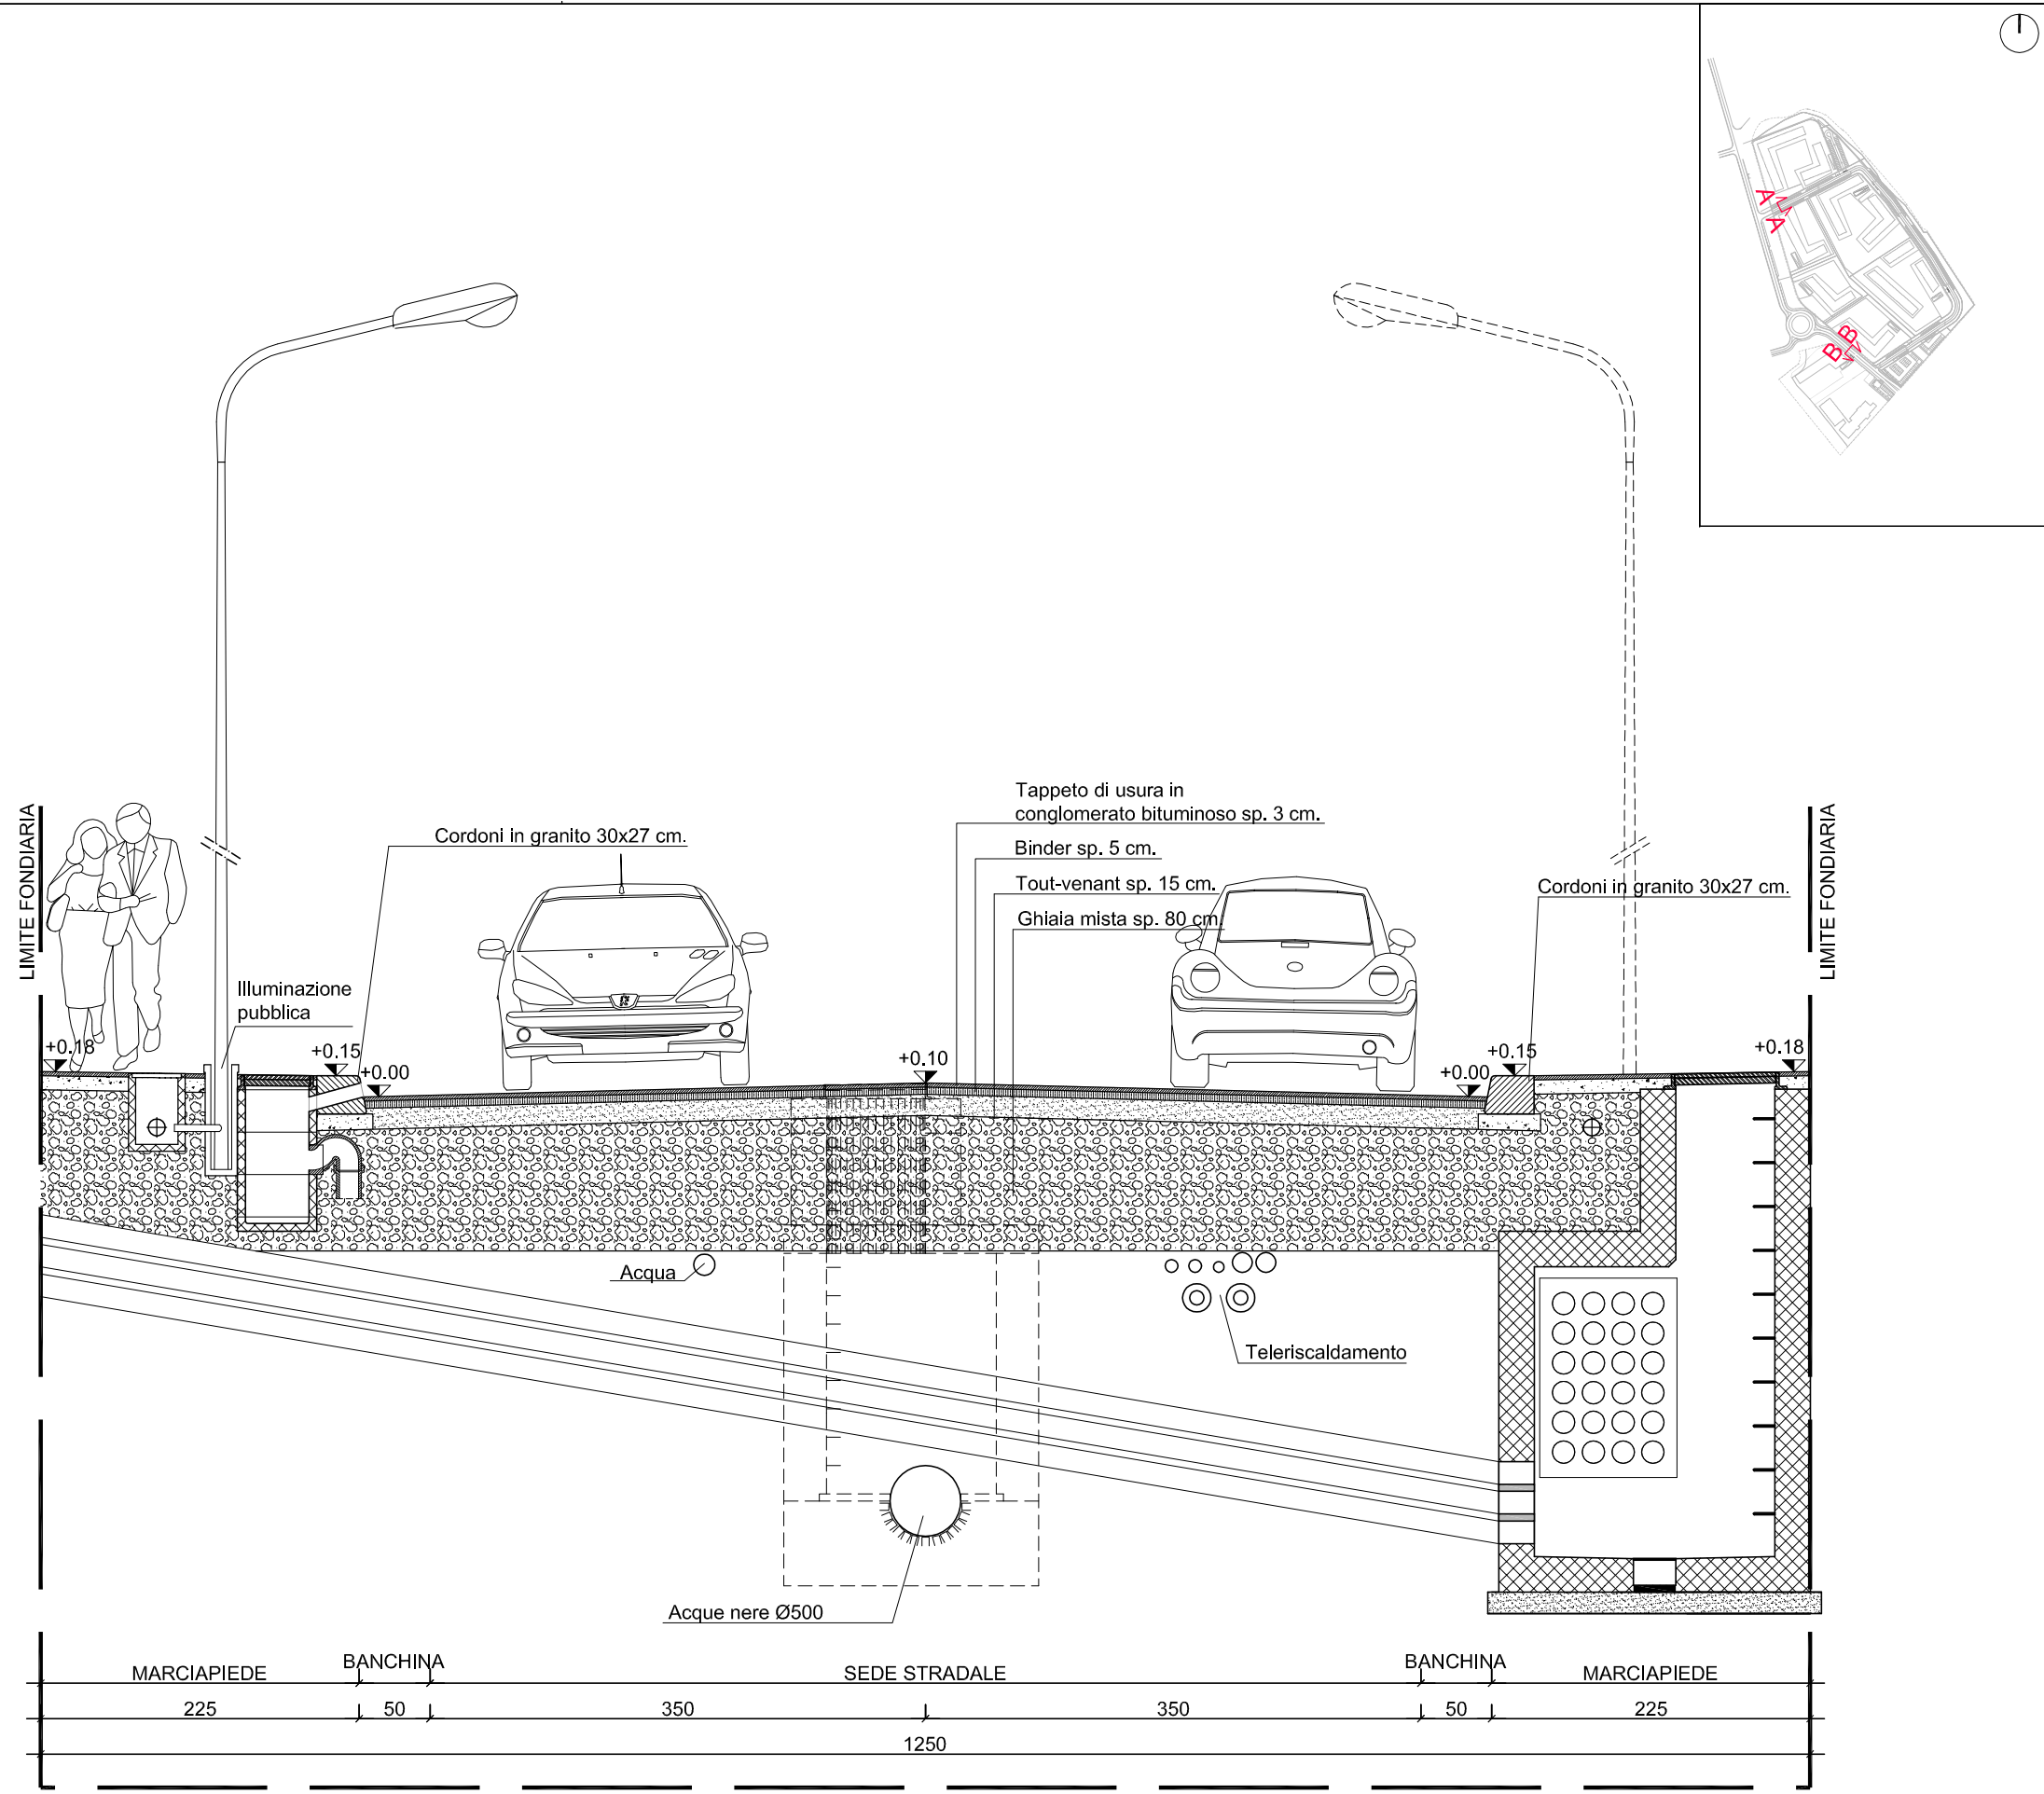 A
A
B
B
Tappeto di usura in
conglomerato bituminoso sp. 3 cm.
Cordoni in granito 30x27 cm.
Binder sp. 5 cm.
Tout-venant sp. 15 cm.
Cordoni in granito 30x27 cm.
Ghiaia mista sp. 80 cm.
LIMITE FONDIARIA
LIMITE FONDIARIA
Illuminazione
pubblica
+0.18
+0.15
+0.00
+0.10
+0.00
+0.15
+0.18
Acqua
Teleriscaldamento
Acque nere Ø500
MARCIAPIEDE
BANCHINA
SEDE STRADALE
BANCHINA
MARCIAPIEDE
225
50
350
350
50
225
1250